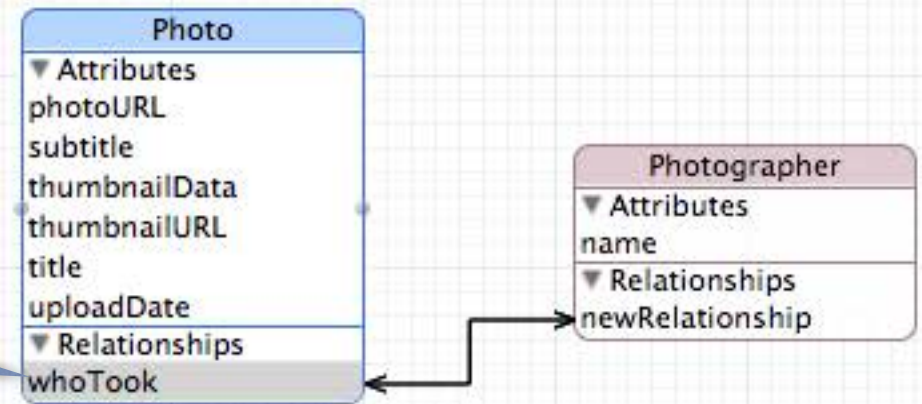 Photo
Attributes
photoURL
subtitle
thumbnailData
thumbnailURL
title
uploadDate
Relationships
whoTook
Photographer
Attributes
name
Relationships
newRelationship